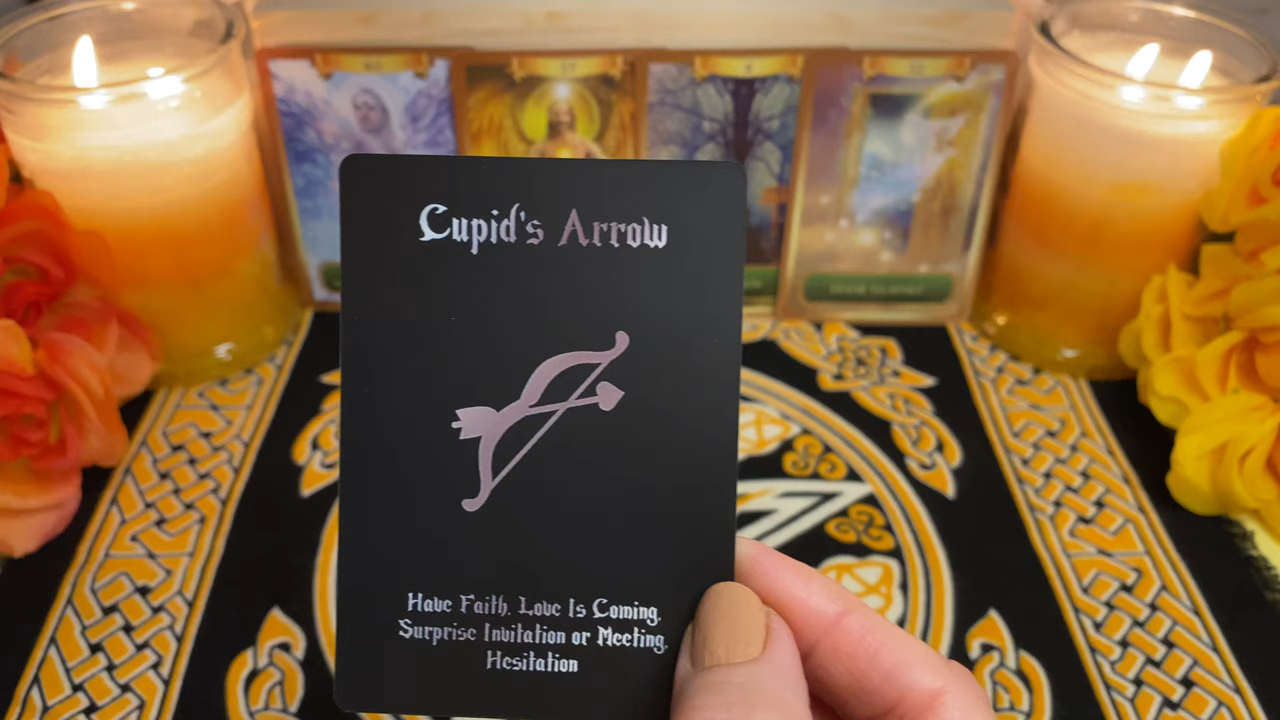 Cupid's Arrow
Have Faith, Love Is Coming,
Surprise Invitation or Meeting,
Hesitation